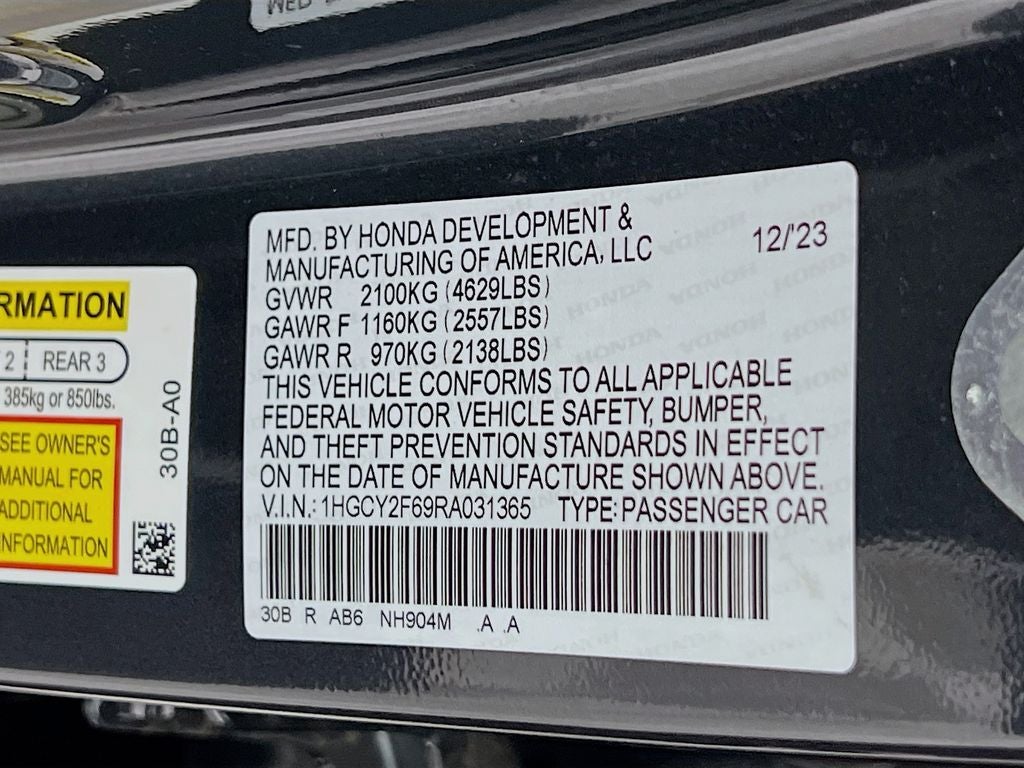 WED
RMATION
2 REAR 3
385kg or 850lbs.
SEE OWNER'S
MANUAL FOR
ADDITIONAL
INFORMATION
30B-A0
MFD. BY HONDA DEVELOPMENT &
MANUFACTURING OF AMERICA, LLC
12/'23
GVWR 2100KG (4629LBS)
GAWR F 1160KG (2557LBS)
GAWR R 970KG (2138LBS)
THIS VEHICLE CONFORMS TO ALL APPLICABLE
FEDERAL MOTOR VEHICLE SAFETY, BUMPER,
AND THEFT PREVENTION STANDARDS IN EFFECT
ON THE DATE OF MANUFACTURE SHOWN ABOVE.
V.I.N.: 1HGCY2F69RA031365 TYPE: PASSENGER CAR
30B R AB6 NH904M .A .A